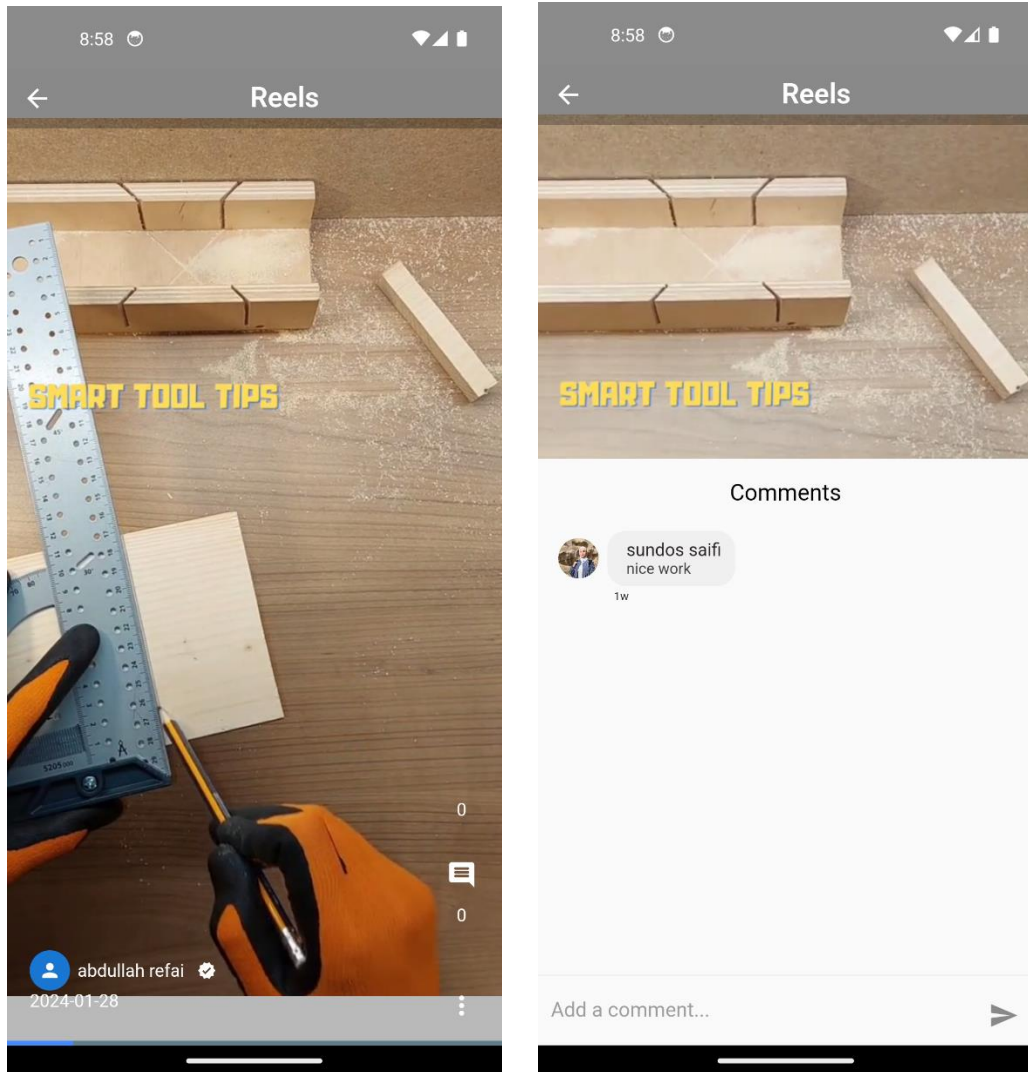 8:58
Reels
SMART TOOL TIPS
S205
0
0
abdullah refai
2024-01-28
8:58
Reels
SMART TOOL TIPS
Comments
sundos saifi
nice work
1w
Add a comment...